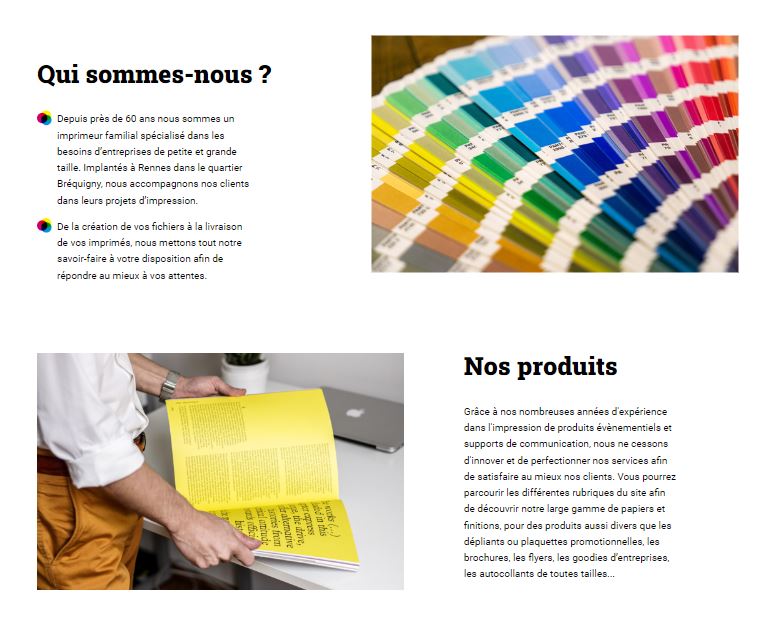 Qui sommes-nous ?
Depuis près de 60 ans nous sommes un
imprimeur familial spécialisé dans les
besoins d'entreprises de petite et grande
taille. Implantés à Rennes dans le quartier
Bréquigny, nous accompagnons nos clients
dans leurs projets d'impression.
De la création de vos fichiers à la livraison
de vos imprimés, nous mettons tout notre
savoir-faire à votre disposition afin de
répondre au mieux à vos attentes.
Nos produits
Grâce à nos nombreuses années d'expérience
dans l'impression de produits évènementiels et
supports de communication, nous ne cessons
d'innover et de perfectionner nos services afin
de satisfaire au mieux nos clients. Vous pourrez
parcourir les différentes rubriques du site afin
de découvrir notre large gamme de papiers et
finitions, pour des produits aussi divers que les
dépliants ou plaquettes promotionnelles, les
brochures, les flyers, les goodies d'entreprises,
les autocollants de toutes tailles...